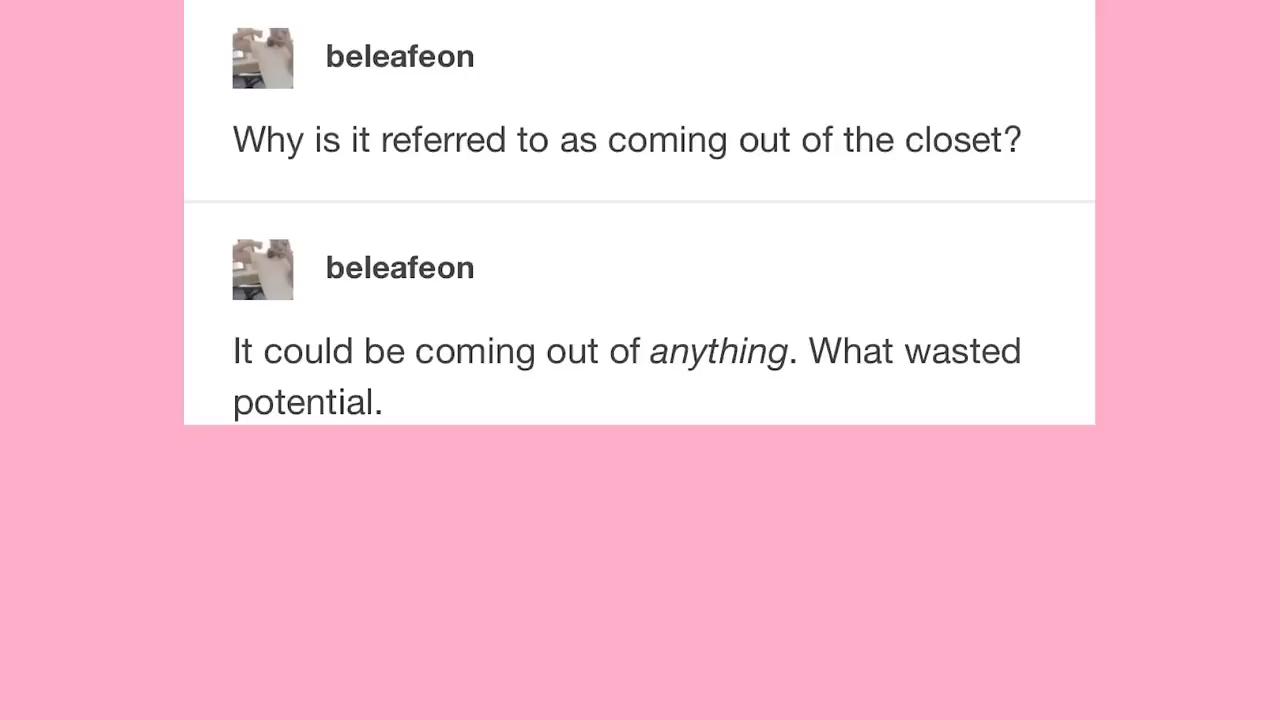 beleafeon
Why is it referred to as coming out of the closet?
beleafeon
It could be coming out of anything. What wasted
potential.